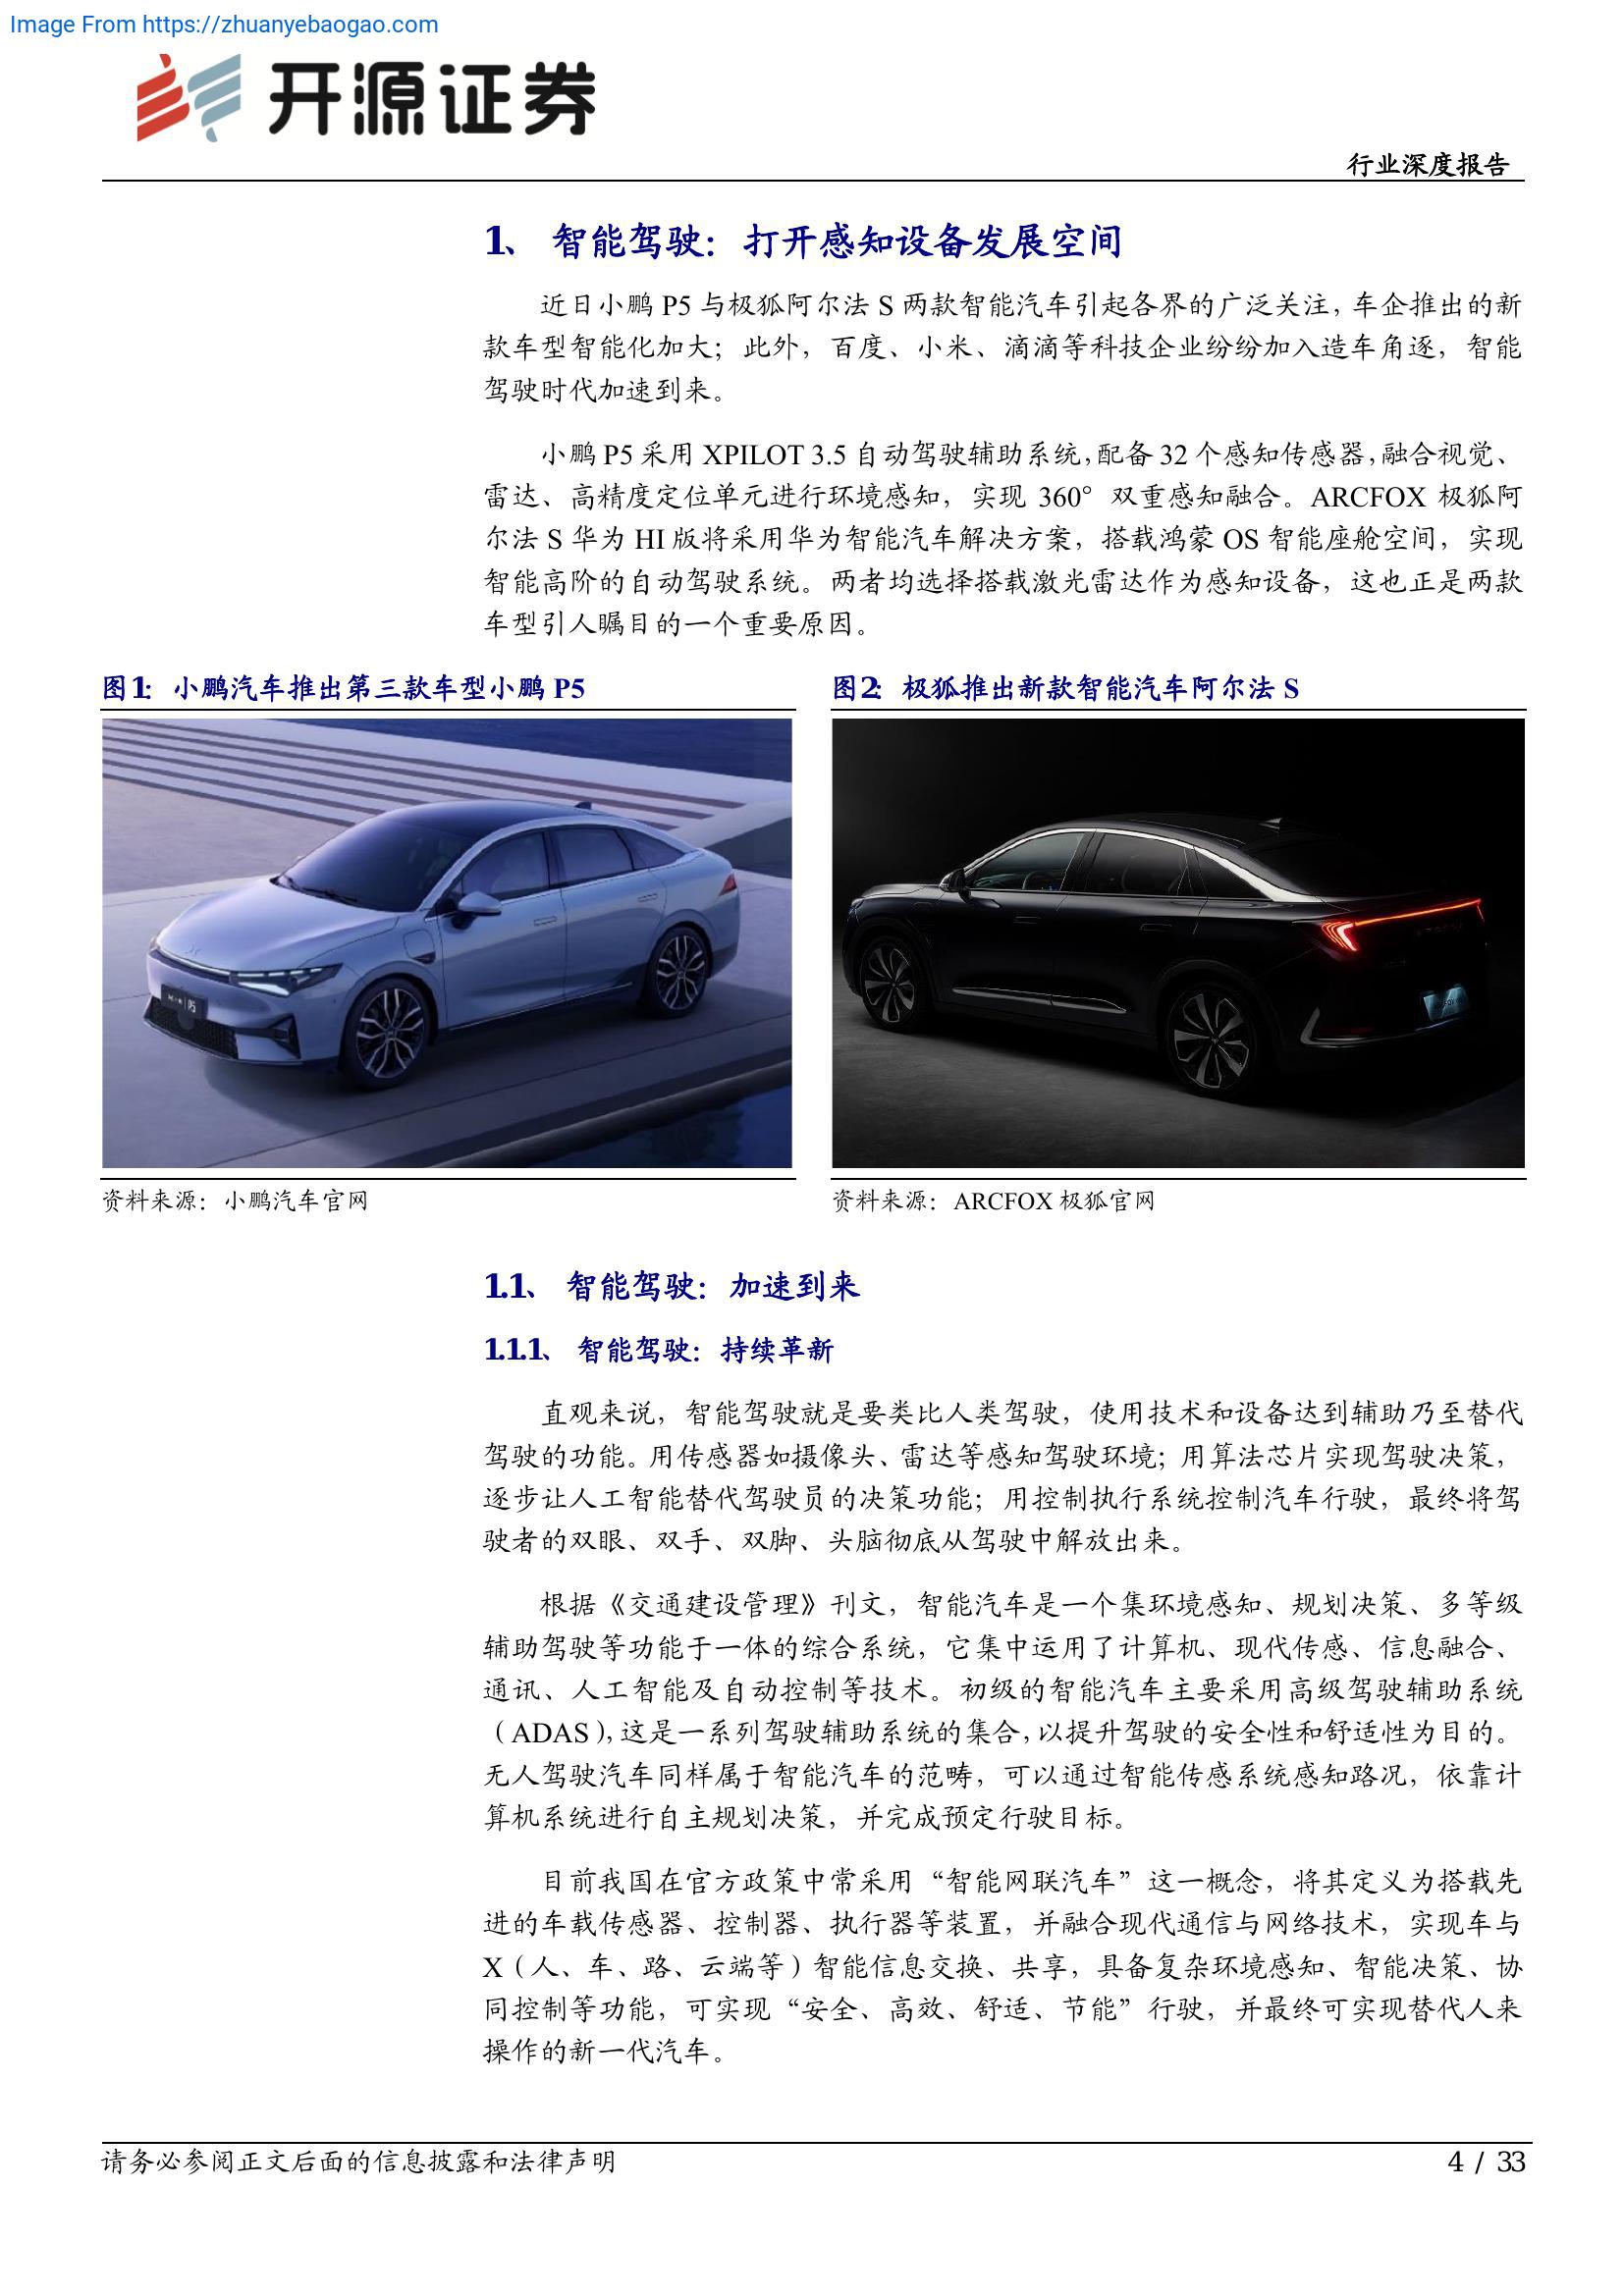 Image From https://zhuanyebaogao.com
开源证券
行业深度报告
1、 智能驾驶：打开感知设备发展空间
近日小鹏 P5 与极狐阿尔法 S 两款智能汽车引起各界的广泛关注，车企推出的新
款车型智能化加大；此外，百度、小米、滴滴等科技企业纷纷加入造车角逐，智能
驾驶时代加速到来。
小鹏 P5 采用 XPILOT 3.5 自动驾驶辅助系统，配备 32 个感知传感器，融合视觉、
雷达、高精度定位单元进行环境感知，实现 360°双重感知融合。ARCFOX 极狐阿
尔法 S 华为 HI 版将采用华为智能汽车解决方案，搭载鸿蒙 OS 智能座舱空间，实现
智能高阶的自动驾驶系统。两者均选择搭载激光雷达作为感知设备，这也正是两款
车型引人瞩目的一个重要原因。
图1：小鹏汽车推出第三款车型小鹏 P5
图2：极狐推出新款智能汽车阿尔法 S
P5
资料来源：小鹏汽车官网
资料来源：ARCFOX 极狐官网
1.1、 智能驾驶：加速到来
1.1.1、 智能驾驶：持续革新
直观来说，智能驾驶就是要类比人类驾驶，使用技术和设备达到辅助乃至替代
驾驶的功能。用传感器如摄像头、雷达等感知驾驶环境；用算法芯片实现驾驶决策，
逐步让人工智能替代驾驶员的决策功能；用控制执行系统控制汽车行驶，最终将驾
驶者的双眼、双手、双脚、头脑彻底从驾驶中解放出来。
根据《交通建设管理》刊文，智能汽车是一个集环境感知、规划决策、多等级
辅助驾驶等功能于一体的综合系统，它集中运用了计算机、现代传感、信息融合、
通讯、人工智能及自动控制等技术。初级的智能汽车主要采用高级驾驶辅助系统
（ADAS），这是一系列驾驶辅助系统的集合，以提升驾驶的安全性和舒适性为目的。
无人驾驶汽车同样属于智能汽车的范畴，可以通过智能传感系统感知路况，依靠计
算机系统进行自主规划决策，并完成预定行驶目标。
目前我国在官方政策中常采用“智能网联汽车”这一概念，将其定义为搭载先
进的车载传感器、控制器、执行器等装置，并融合现代通信与网络技术，实现车与
X（人、车、路、云端等）智能信息交换、共享，具备复杂环境感知、智能决策、协
同控制等功能，可实现“安全、高效、舒适、节能”行驶，并最终可实现替代人来
操作的新一代汽车。
请务必参阅正文后面的信息披露和法律声明
4 / 33